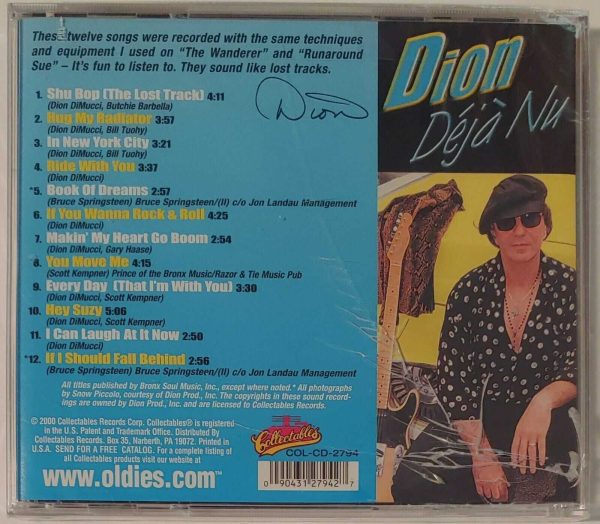 These twelve songs were recorded with the same techniques
and equipment I used on "The Wanderer" and "Runaround
Sue" – It's fun to listen to. They sound like lost tracks.
Dion
1. Shu Bop (The Lost Track) 4:11
(Dion DiMucci, Butchie Barbella)
2. Hug My Radiator 3:57
(Dion DiMucci, Bill Tuohy)
3. In New York City 3:21
(Dion DiMucci, Bill Tuohy)
4. Ride With You 3:37
(Dion DiMucci)
*5. Book Of Dreams 2:57
(Bruce Springsteen) Bruce Springsteen/(II) c/o Jon Landau Management
6. If You Wanna Rock & Roll 4:25
(Dion DiMucci)
7. Makin' My Heart Go Boom 2:54
(Dion DiMucci, Gary Haase)
8. You Move Me 4:15
(Scott Kempner) Prince of the Bronx Music/Razor & Tie Music Pub
9. Every Day (That I'm With You) 3:30
(Dion DiMucci, Scott Kempner)
10. Hey Suzy 5:06
(Dion DiMucci, Scott Kempner)
11. I Can Laugh At It Now 2:50
(Dion DiMucci)
*12. If I Should Fall Behind 2:56
(Bruce Springsteen) Bruce Springsteen/(II) c/o Jon Landau Management
All titles published by Bronx Soul Music, Inc., except where noted.* All photographs
by Snow Piccolo, courtesy of Dion Prod., Inc. The copyrights in these sound record-
ings are owned by Dion Prod., Inc. and are licensed to Collectables Records.
© 2000 Collectables Records Corp. Collectables® is registered
in the U.S. Patent and Trademark Office. Distributed By
Collectables Records. Box 35, Narberth, PA 19072. Printed in
U.S.A. SEND FOR A FREE CATALOG. For a complete listing of
all Collectables products visit our website at
www.oldies.com™
Collectables
COL-CD-2794
0 90431 27942 7
Dion
Déjà Nu